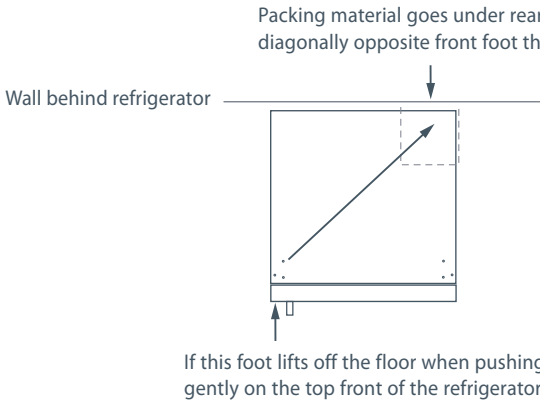 Packing material goes under rear
diagonally opposite front foot th
Wall behind refrigerator
If this foot lifts off the floor when pushing
gently on the top front of the refrigerator